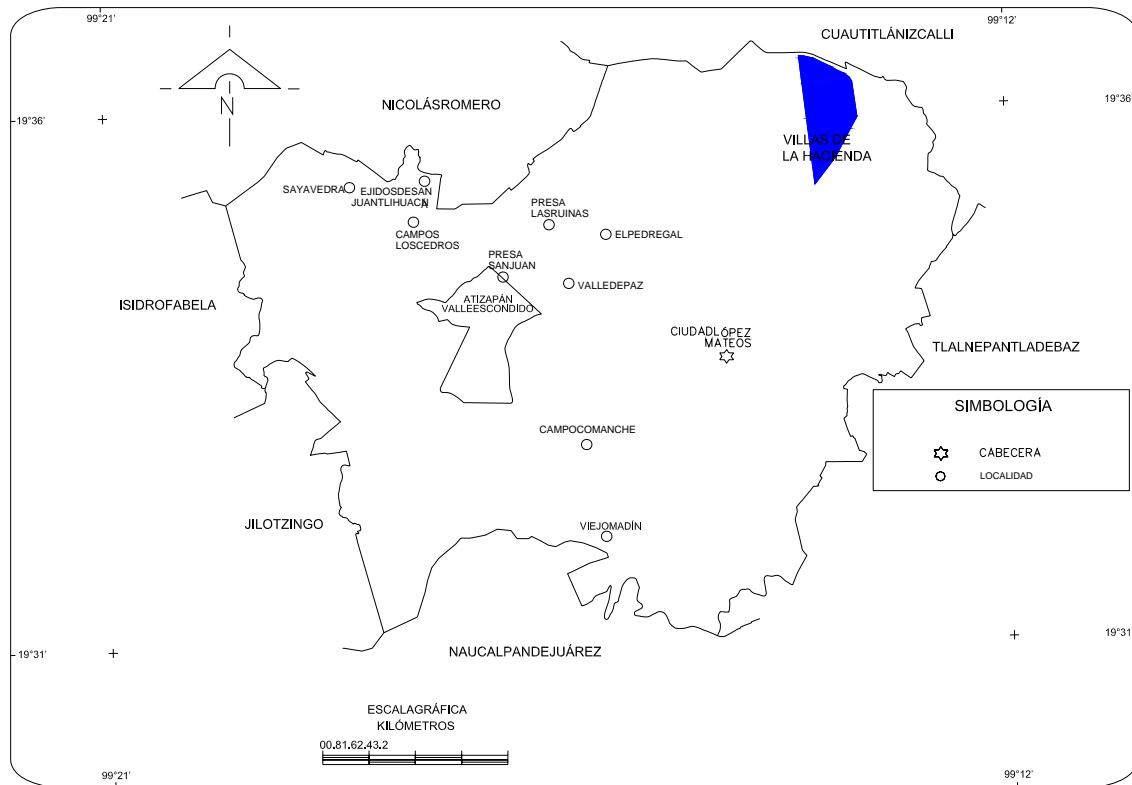 99°21'
99°12'
CUAUTITLÁNIZCALLI
NICOLÁSROMERO
19°36'
19°36'
N
VILLAS DE
LA HACIENDA
SAYAVEDRA
EJIDOSDESAN
JUANTLIHUACA
N
PRESA
LASRUINAS
CAMPOS
LOSCEDROS
ELPEDREGAL
PRESA
SANJUAN
VALLEDEPAZ
ATIZAPÁN
VALLEESCONDIDO
ISIDROFABELA
CIUDADLÓPEZ
MATEOS
TLALNEPANTLADEBAZ
SIMBOLOGÍA
CABECERA
LOCALIDAD
CAMPOCOMANCHE
JILOTZINGO
VIEJOMADÍN
NAUCALPANDEJUÁREZ
19°31'
19°31'
ESCALAGRÁFICA
KILÓMETROS
00.81.62.43.2
99°21'
99°12'